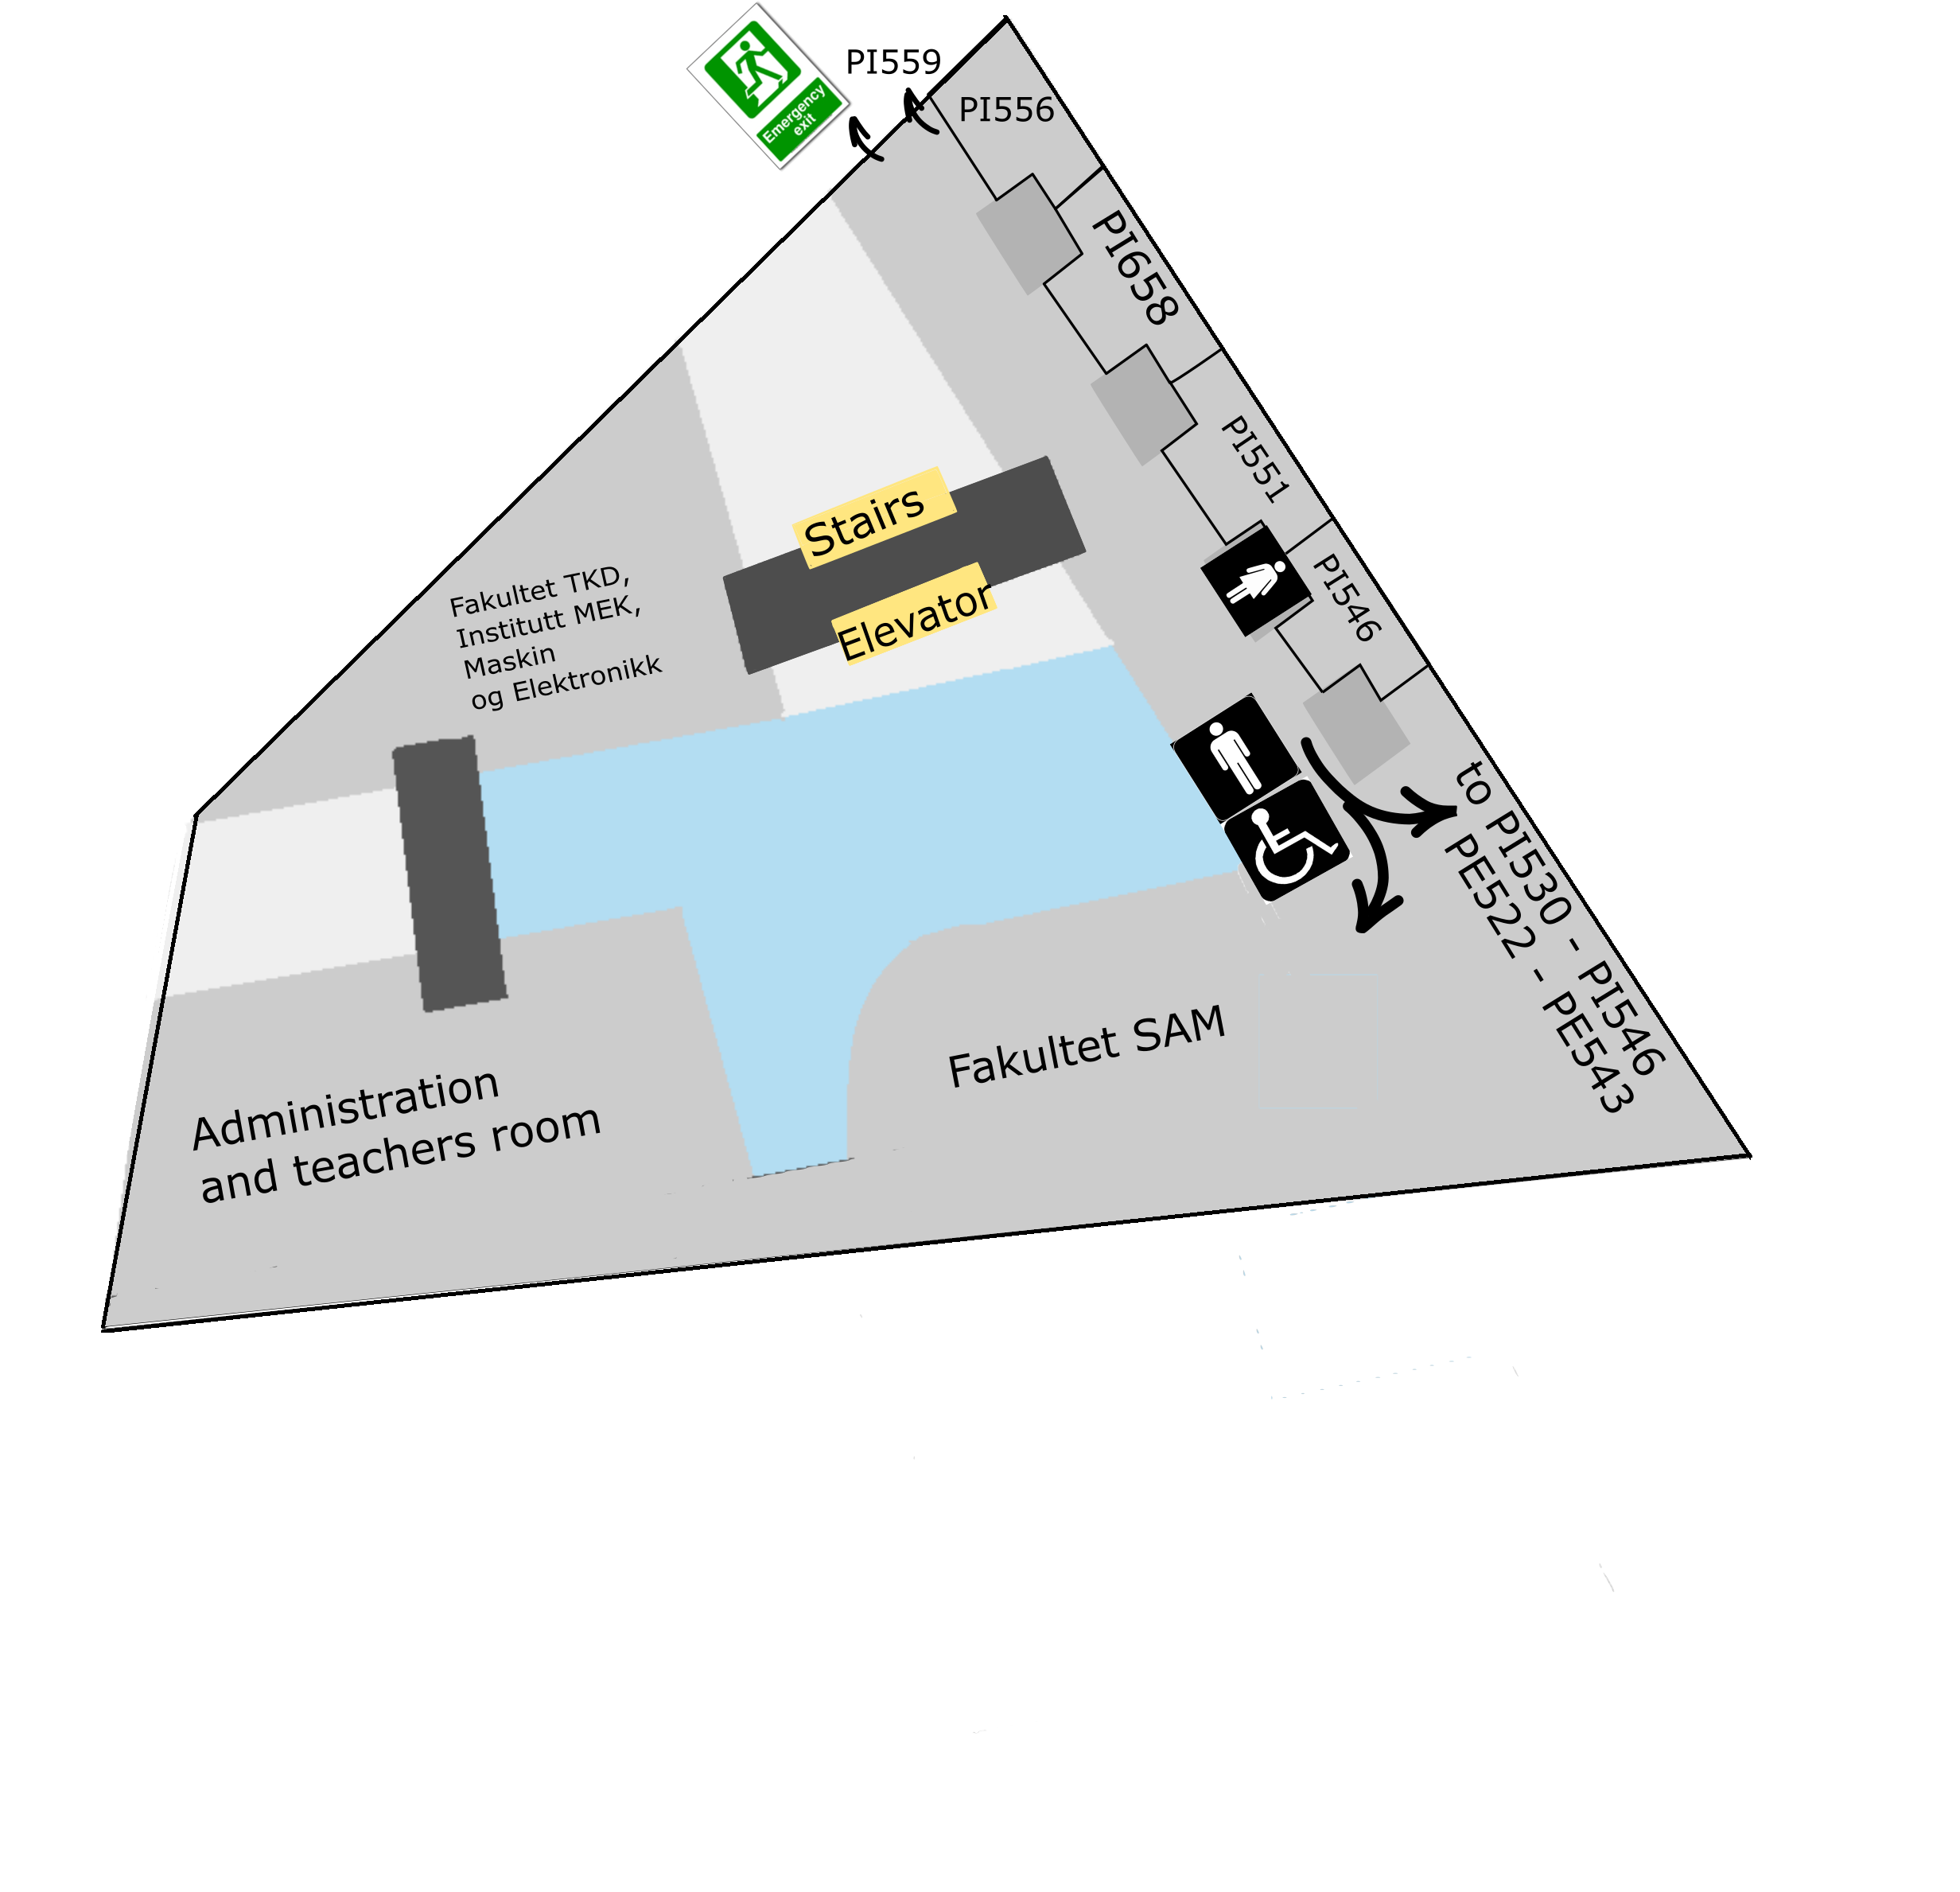 Emergency
exit
PI559
PI556
PI658
PI551
PI546
Stairs
Elevator
Fakultet TKD,
Institutt MEK,
Maskin
og Elektronikk
to PI530 - PI546
PE522 - PE543
Fakultet SAM
Administration
and teachers room